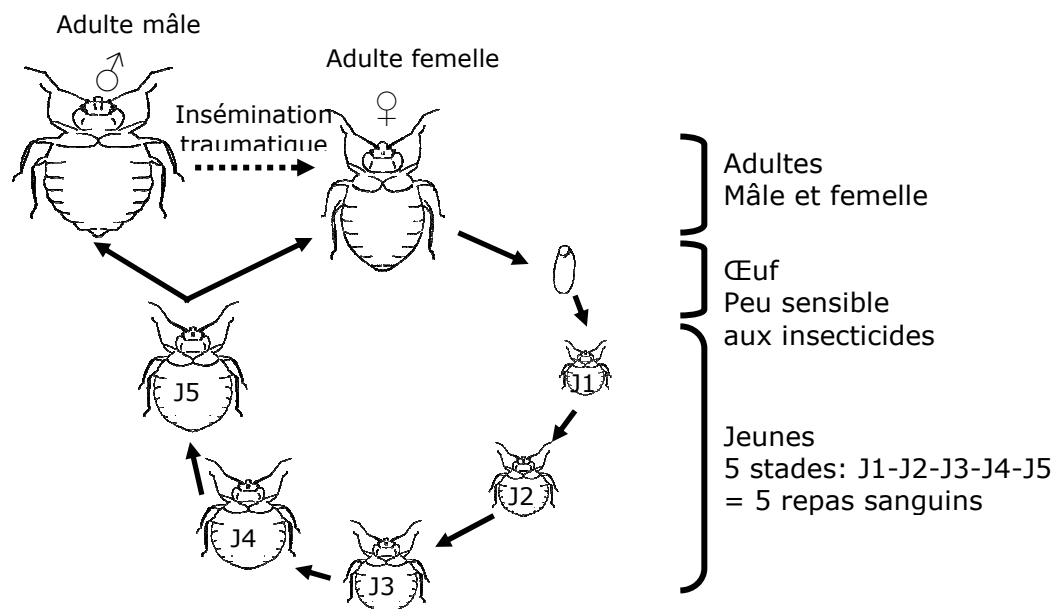 Adulte mâle
♂
Adulte femelle
♀
Insémination
traumatique
Adultes
Mâle et femelle
Œuf
Peu sensible
aux insecticides
J1
J2
J3
J4
J5
Jeunes
5 stades: J1-J2-J3-J4-J5
= 5 repas sanguins